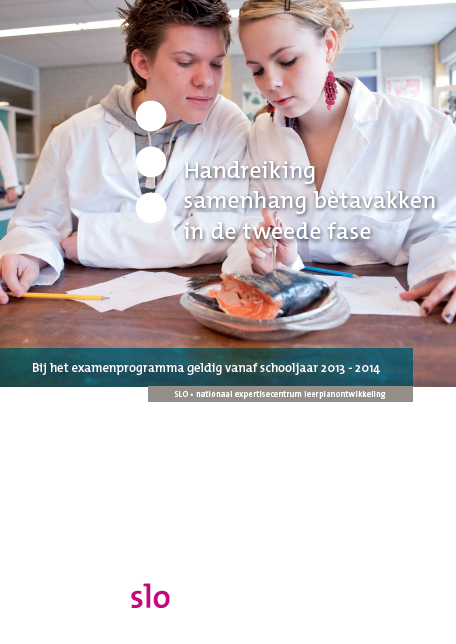 Handreiking
samenhang bètavakken
in de tweede fase
Bij het examenprogramma geldig vanaf schooljaar 2013 - 2014
SLO • nationaal expertisecentrum leerplanontwikkeling
slo